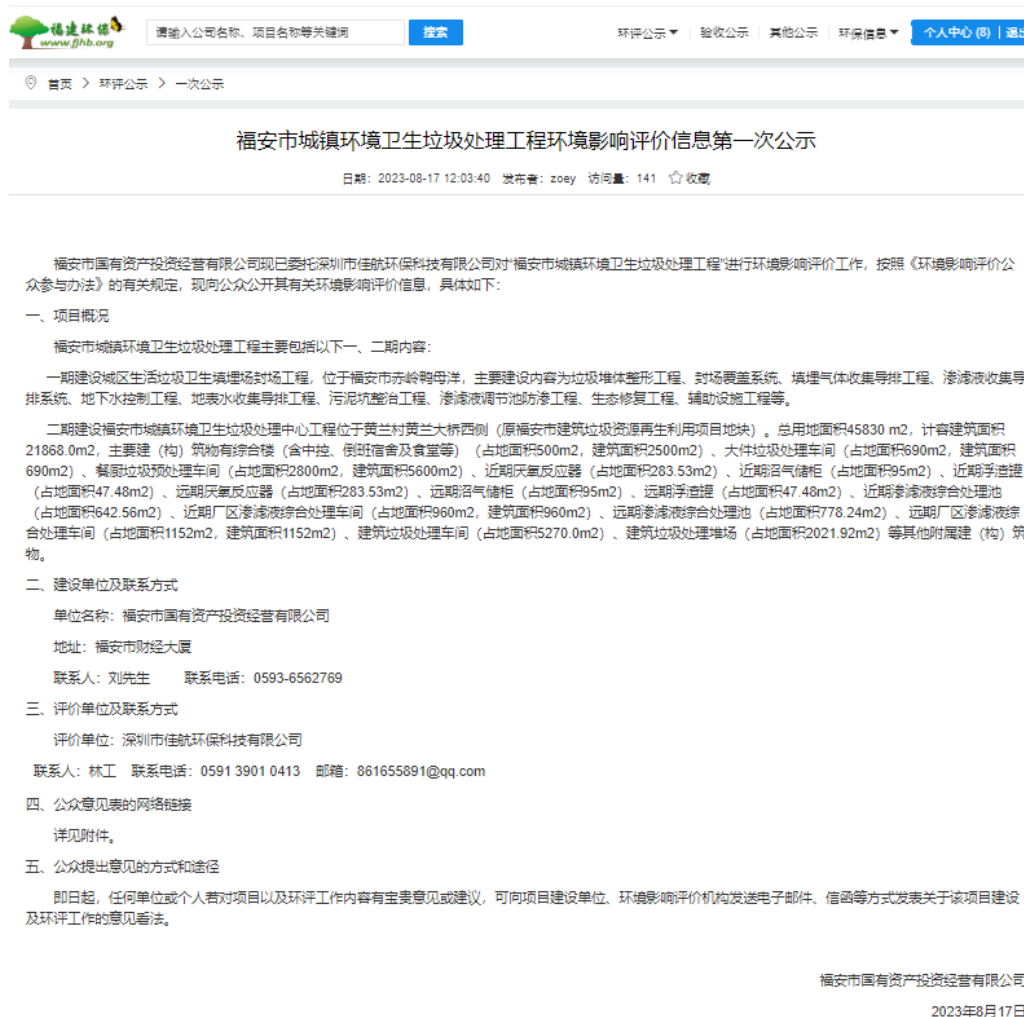 福建环保
www.fjhb.org
请输入公司名称、项目名称等关键词
搜索
环评公示
验收公示
其他公示
环保信息
个人中心 (8) | 退出
首页 > 环评公示 > 一次公示
福安市城镇环境卫生垃圾处理工程环境影响评价信息第一次公示
日期：2023-08-17 12:03:40 发布者：zoey 访问量：141 收藏
福安市国有资产投资经营有限公司现已委托深圳市佳航环保科技有限公司对“福安市城镇环境卫生垃圾处理工程”进行环境影响评价工作，按照《环境影响评价公
众参与办法》的有关规定，现向公众公开其有关环境影响评价信息，具体如下：
一、项目概况
福安市城镇环境卫生垃圾处理工程主要包括以下一、二期内容：
一期建设城区生活垃圾卫生填埋场封场工程，位于福安市赤岭鸭母洋，主要建设内容为垃圾堆体整形工程、封场覆盖系统、填埋气体收集导排工程、渗滤液收集导
排系统、地下水控制工程、地表水收集导排工程、污泥坑整治工程、渗滤液调节池防渗工程、生态修复工程、辅助设施工程等。
二期建设福安市城镇环境卫生垃圾处理中心工程位于黄兰村黄兰大桥西侧（原福安市建筑垃圾资源再生利用项目地块）。总用地面积45830 m2，计容建筑面积
21868.0m2，主要建（构）筑物有综合楼（含中控、倒班宿舍及食堂等）（占地面积500m2，建筑面积2500m2）、大件垃圾处理车间（占地面积690m2，建筑面积
690m2）、餐厨垃圾预处理车间（占地面积2800m2，建筑面积5600m2）、近期厌氧反应器（占地面积283.53m2）、近期沼气储柜（占地面积95m2）、近期浮渣罐
（占地面积47.48m2）、远期厌氧反应器（占地面积283.53m2）、远期沼气储柜（占地面积95m2）、远期浮渣罐（占地面积47.48m2）、近期渗滤液综合处理池
（占地面积642.56m2）、近期厂区渗滤液综合处理车间（占地面积960m2，建筑面积960m2）、远期渗滤液综合处理池（占地面积778.24m2）、远期厂区渗滤液综
合处理车间（占地面积1152m2，建筑面积1152m2）、建筑垃圾处理车间（占地面积5270.0m2）、建筑垃圾处理堆场（占地面积2021.92m2）等其他附属建（构）筑
物。
二、建设单位及联系方式
单位名称：福安市国有资产投资经营有限公司
地址：福安市财经大厦
联系人：刘先生 联系电话：0593-6562769
三、评价单位及联系方式
评价单位：深圳市佳航环保科技有限公司
联系人：林工 联系电话：0591 3901 0413 邮箱：861655891@qq.com
四、公众意见表的网络链接
详见附件。
五、公众提出意见的方式和途径
即日起，任何单位或个人若对项目以及环评工作内容有宝贵意见或建议，可向项目建设单位、环境影响评价机构发送电子邮件、信函等方式发表关于该项目建设
及环评工作的意见看法。
福安市国有资产投资经营有限公司
2023年8月17日